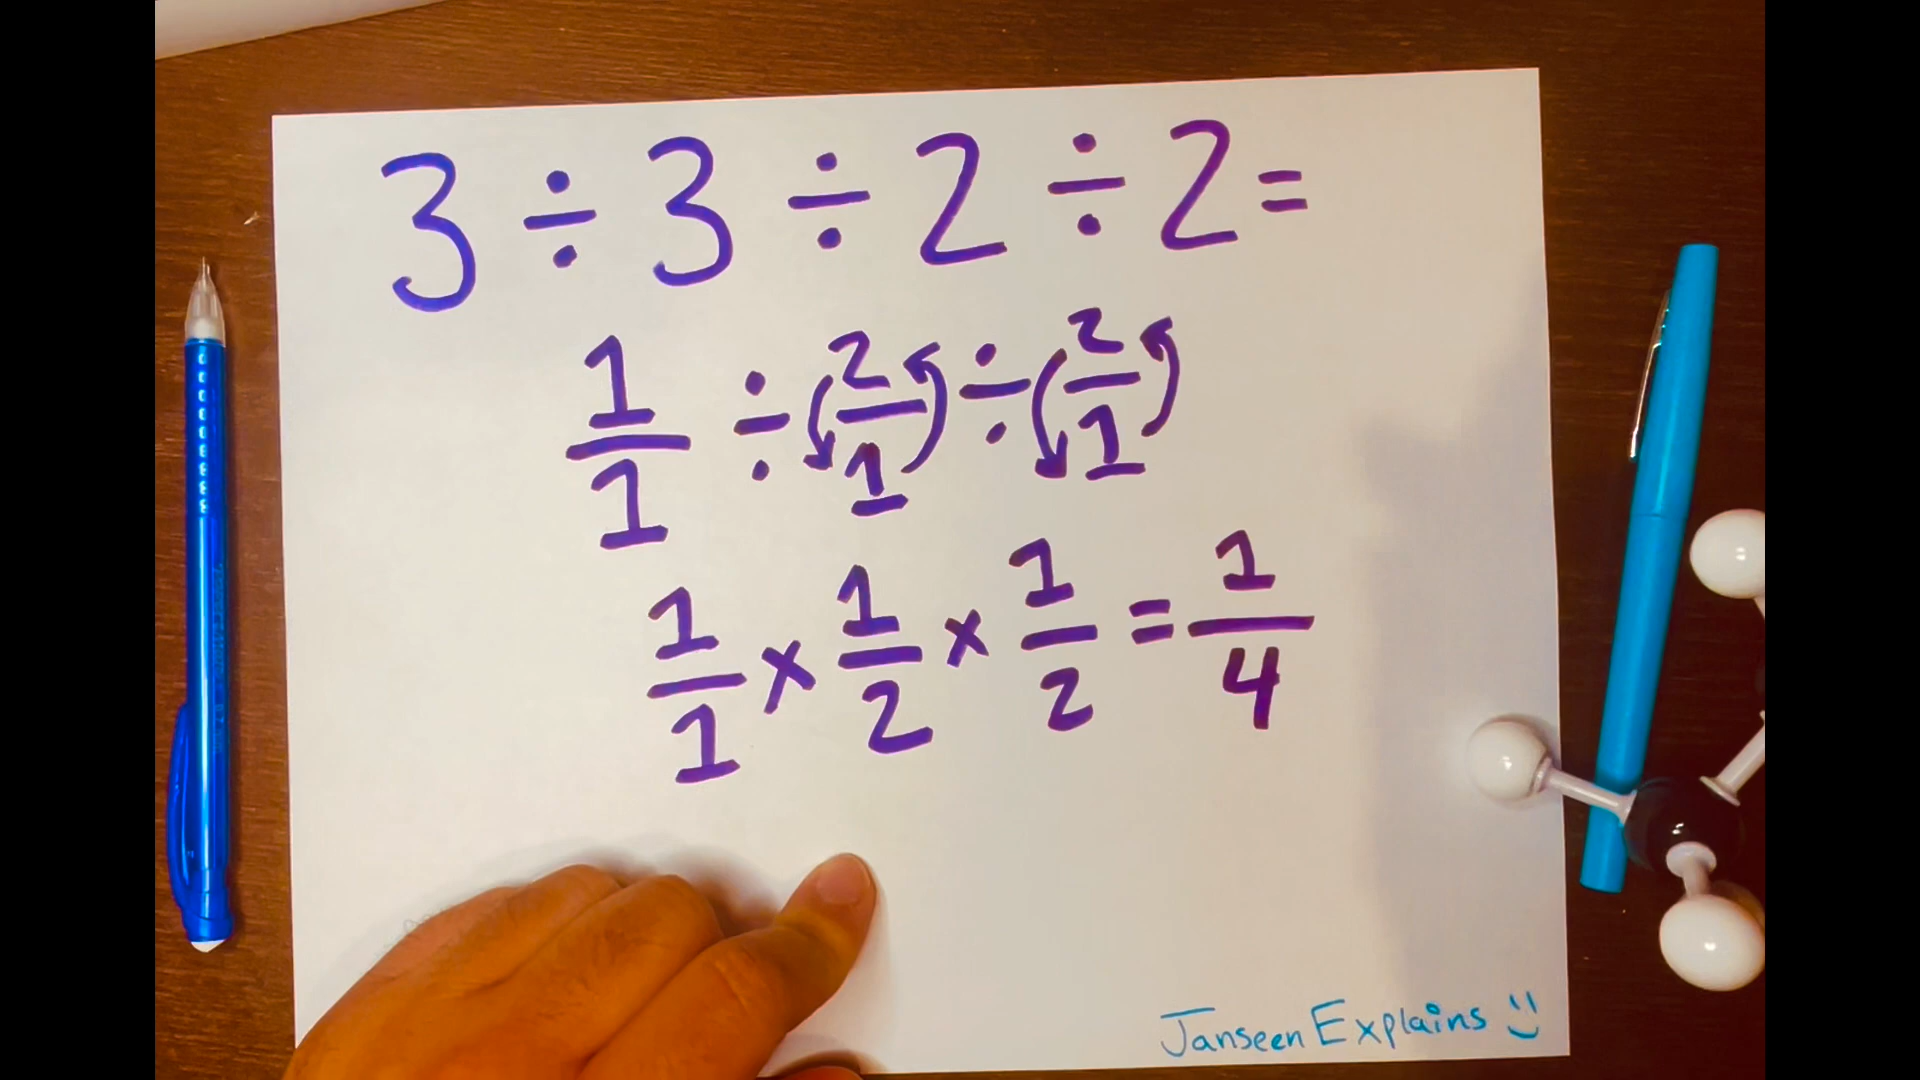 3 ÷ 3 ÷ 2 ÷ 2 =
1/1 ÷ (2/1) ÷ (2/1)
1/1 × 1/2 × 1/2 = 1/4
Janseen Explains